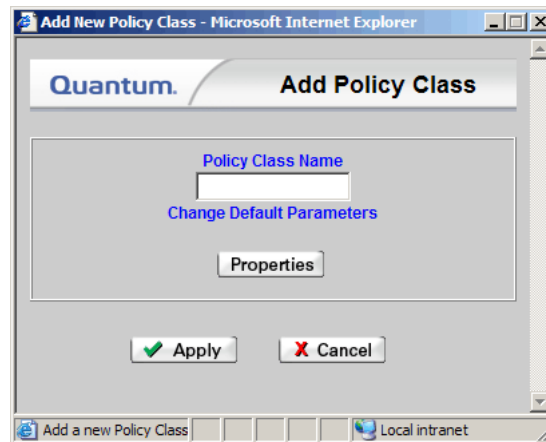 Add New Policy Class - Microsoft Internet Explorer
Quantum.
Add Policy Class
Policy Class Name
Change Default Parameters
Properties
Apply
Cancel
Add a new Policy Class
Local intranet